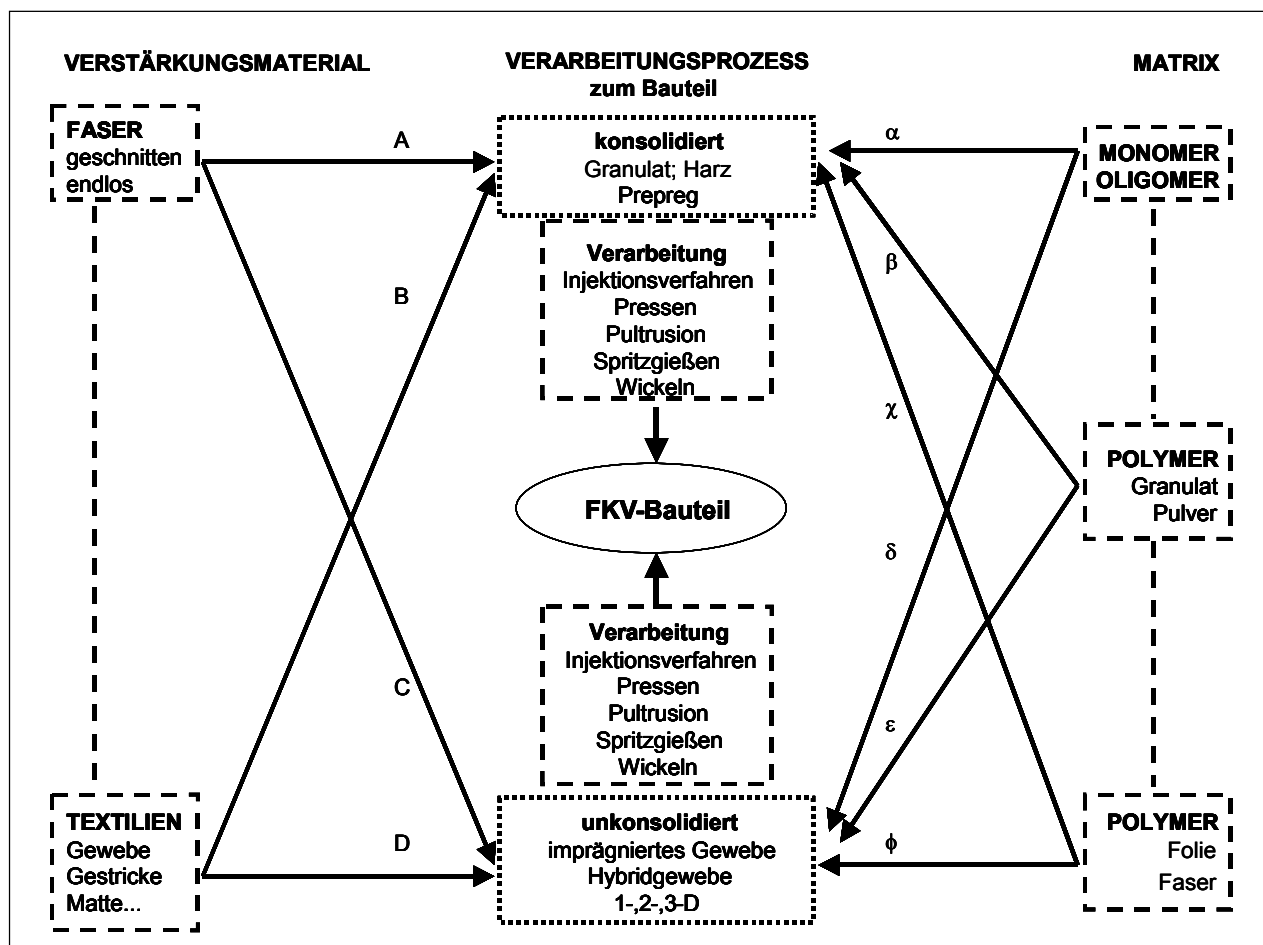 VERSTÄRKUNGSMATERIAL
VERARBEITUNGSPROZESS
zum Bauteil
MATRIX
FASER
geschnitten
endlos
A
B
C
D
TEXTILIEN
Gewebe
Gestricke
Matte...
konsolidiert
Granulat; Harz
Prepreg
Verarbeitung
Injektionsverfahren
Pressen
Pultrusion
Spritzgießen
Wickeln
FKV-Bauteil
Verarbeitung
Injektionsverfahren
Pressen
Pultrusion
Spritzgießen
Wickeln
unkonsolidiert
imprägniertes Gewebe
Hybridgewebe
1-,2-,3-D
α
β
χ
δ
ε
ϕ
MONOMER
OLIGOMER
POLYMER
Granulat
Pulver
POLYMER
Folie
Faser